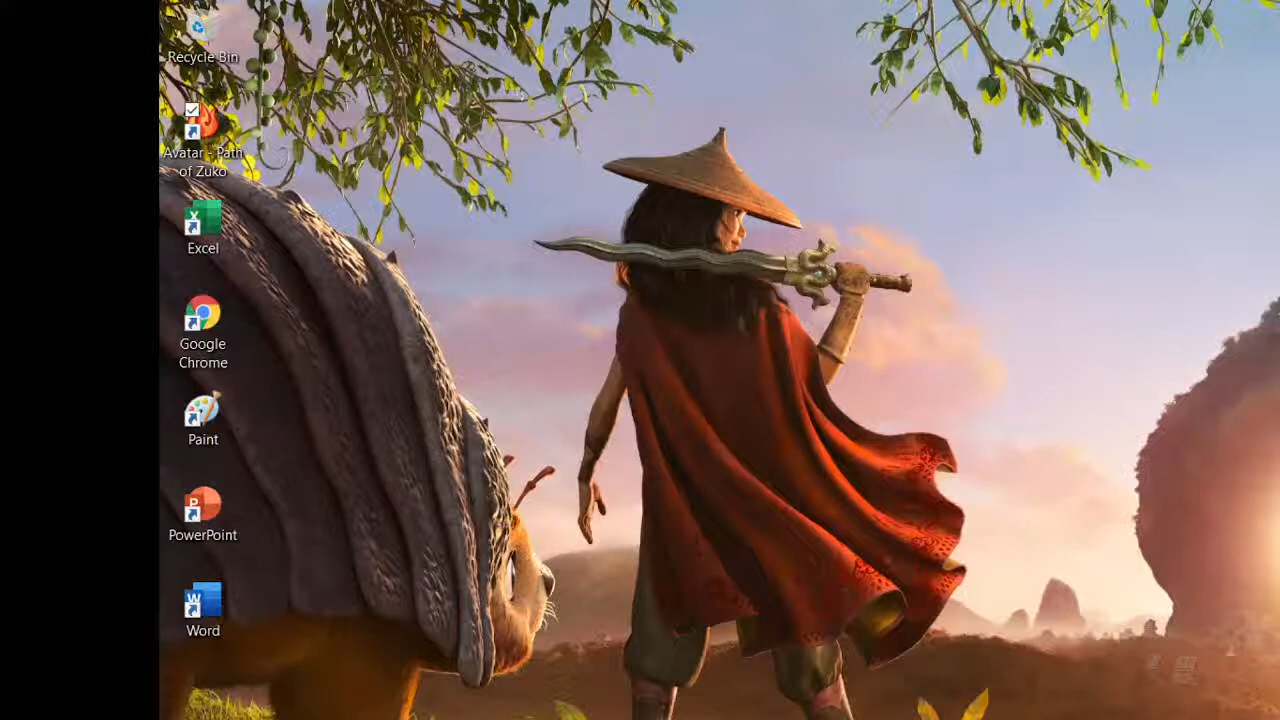 Recycle Bin
Avatar - Path
of Zuko
Excel
Google
Chrome
Paint
PowerPoint
Word